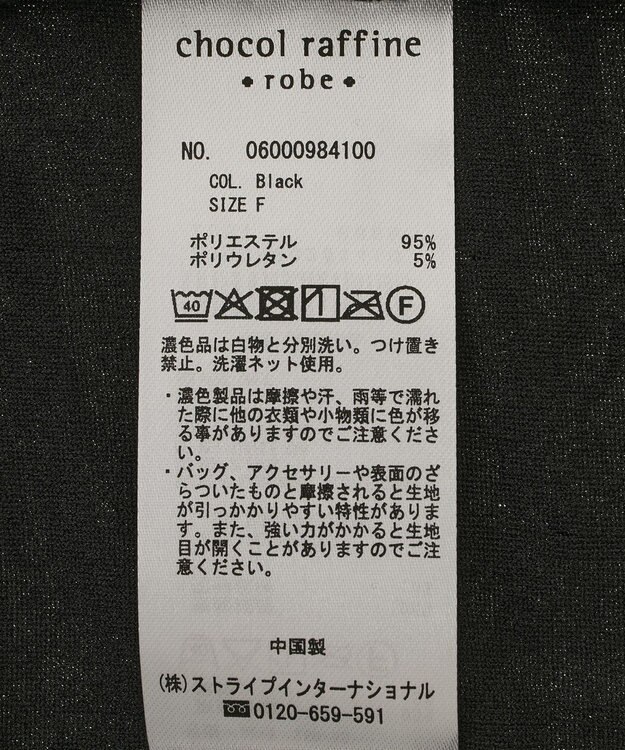 chocol raffine
robe
NO. 06000984100
COL. Black
SIZE F
ポリエステル 95%
ポリウレタン 5%
40
F
濃色品は白物と分別洗い。つけ置き
禁止。洗濯ネット使用。
・濃色製品は摩擦や汗、雨等で濡れ
た際に他の衣類や小物類に色が移
る事がありますのでご注意くださ
い。
・バッグ、アクセサリーや表面のざ
らついたものと摩擦されると生地
が引っかかりやすい特性がありま
す。また、強い力がかかると生地
目が開くことがありますのでご注
意ください。
中国製
(株)ストライプインターナショナル
0120-659-591